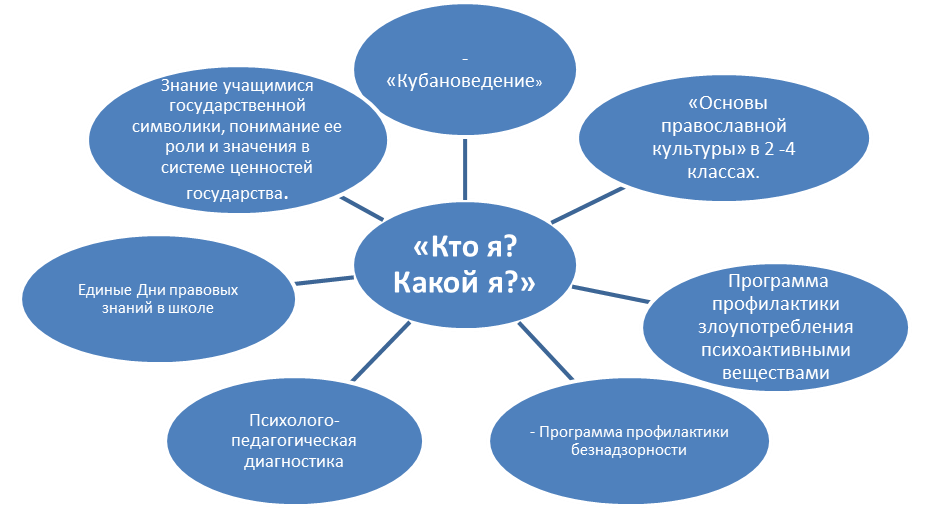 -
«Кубановедение»
«Основы
православной
культуры» в 2 -4
классах.
Программа
профилактики
злоупотребления
психоактивными
веществами
- Программа профилактики
безнадзорности
Психолого-
педагогическая
диагностика
Единые Дни правовых
знаний в школе
Знание учащимися
государственной
символики, понимание ее
роли и значения в
системе ценностей
государства.
«Кто я?
Какой я?»